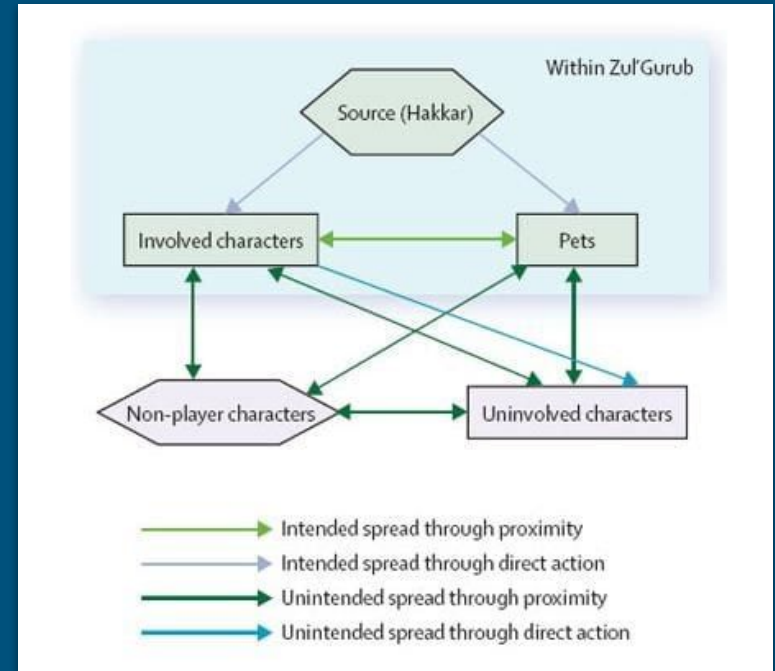 Within Zul'Gurub
Source (Hakkar)
Involved characters
Pets
Non-player characters
Uninvolved characters
Intended spread through proximity
Intended spread through direct action
Unintended spread through proximity
Unintended spread through direct action